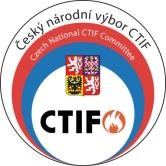 Český národní výbor CTIF
Czech National CTIF Committee
CTIF